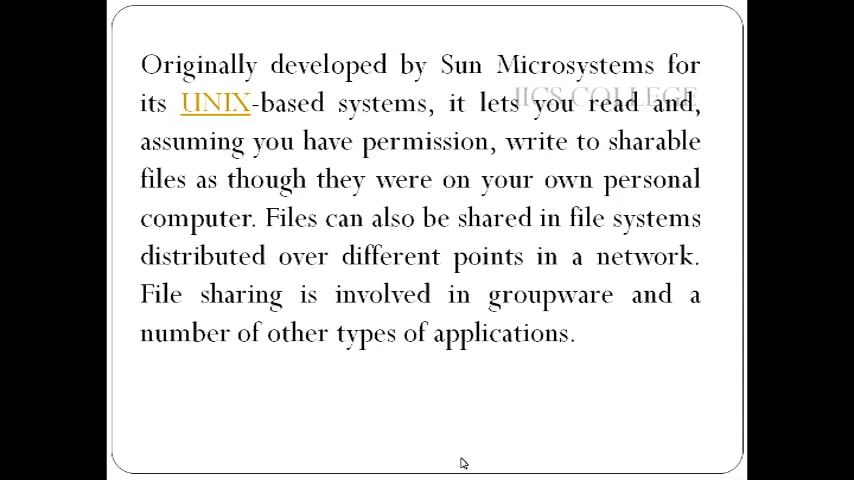 Originally developed by Sun Microsystems for
its UNIX-based systems, it lets you read and,
assuming you have permission, write to sharable
files as though they were on your own personal
computer. Files can also be shared in file systems
distributed over different points in a network.
File sharing is involved in groupware and a
number of other types of applications.
JICS COLLEGE